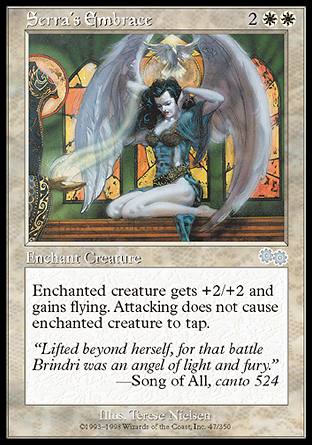 Serra's Embrace 2
Enchant Creature
Enchanted creature gets +2/+2 and
gains flying. Attacking does not cause
enchanted creature to tap.
“Lifted beyond herself, for that battle
Brindri was an angel of light and fury.”
—Song of All, canto 524
Illus. Terese Nielsen
©1993–1998 Wizards of the Coast, Inc. 47/350